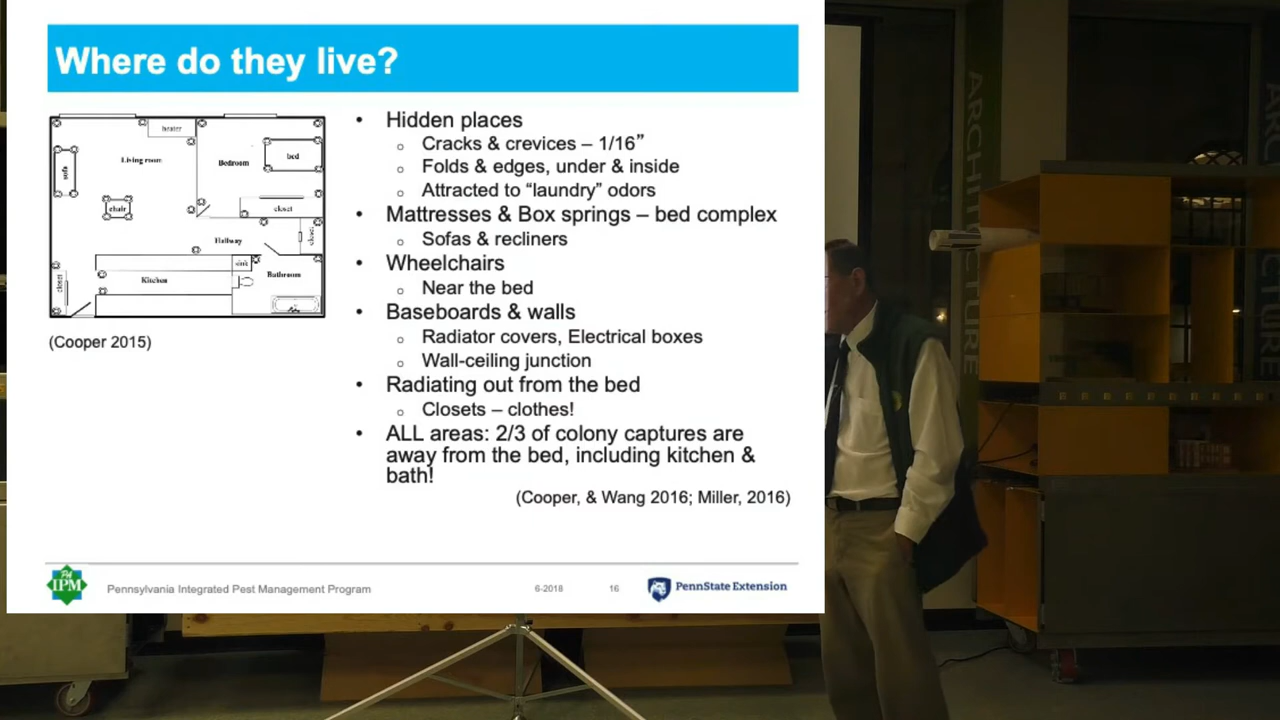 Where do they live?
heater
Living room
Bedroom
bed
sofa
chair
closet
Hallway
closet
sink
Kitchen
Bathroom
closet
(Cooper 2015)
• Hidden places
o Cracks & crevices – 1/16”
o Folds & edges, under & inside
o Attracted to “laundry” odors
• Mattresses & Box springs – bed complex
o Sofas & recliners
• Wheelchairs
o Near the bed
• Baseboards & walls
o Radiator covers, Electrical boxes
o Wall-ceiling junction
• Radiating out from the bed
o Closets – clothes!
• ALL areas: 2/3 of colony captures are
away from the bed, including kitchen &
bath!
(Cooper, & Wang 2016; Miller, 2016)
PA
IPM
Pennsylvania Integrated Pest Management Program
6-2018
16
PennState Extension
ARCHITECTURE